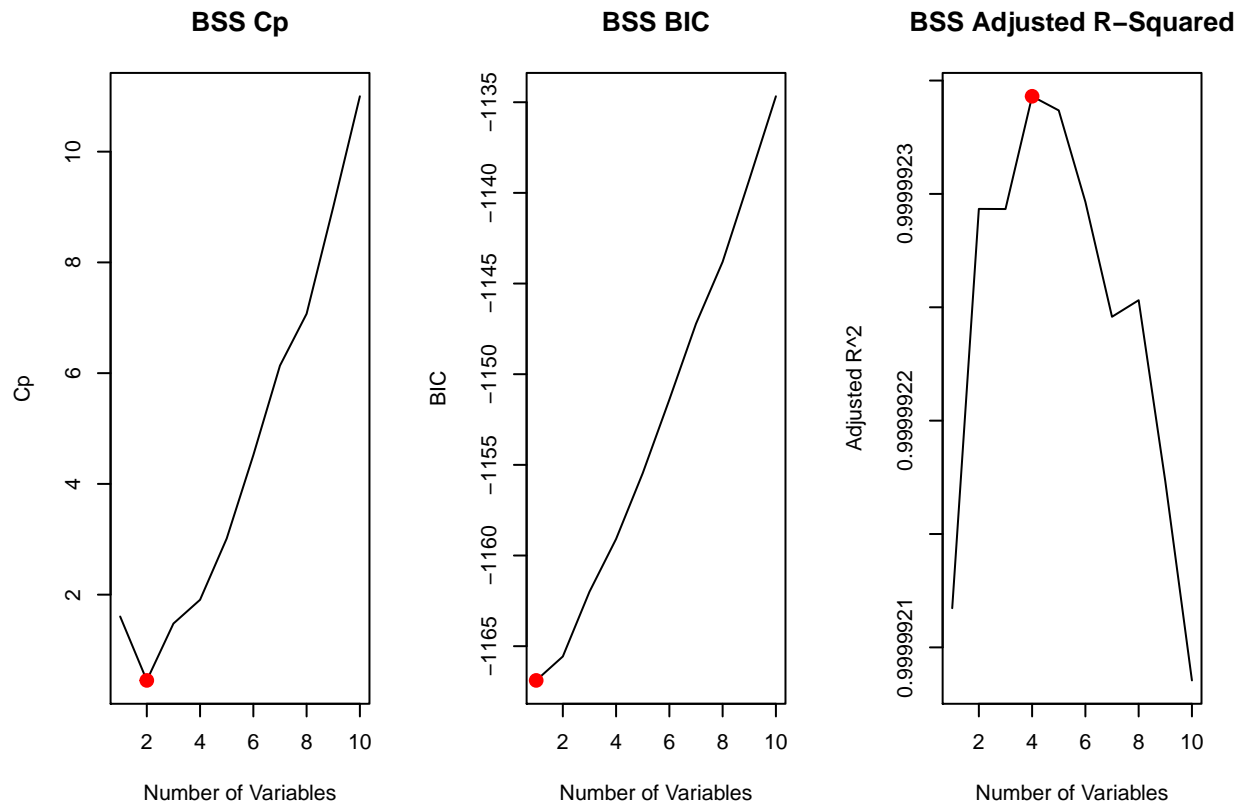 BSS Cp
BSS BIC
BSS Adjusted R−Squared
Cp
2
4
6
8
10
2 4 6 8 10
Number of Variables
BIC
−1165
−1160
−1155
−1150
−1145
−1140
−1135
2 4 6 8 10
Number of Variables
Adjusted R^2
0.9999921
0.9999922
0.9999923
2 4 6 8 10
Number of Variables